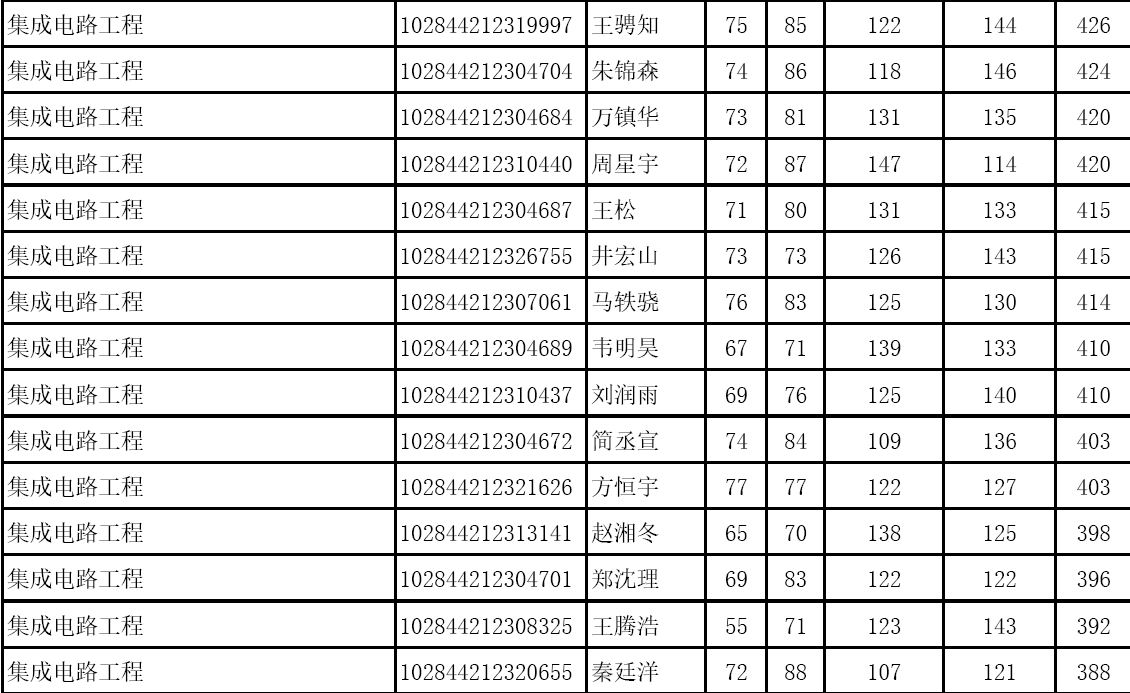 集成电路工程 102844212319997 王骋知 75 85 122 144 426
集成电路工程 102844212304704 朱锦森 74 86 118 146 424
集成电路工程 102844212304684 万镇华 73 81 131 135 420
集成电路工程 102844212310440 周星宇 72 87 147 114 420
集成电路工程 102844212304687 王松 71 80 131 133 415
集成电路工程 102844212326755 井宏山 73 73 126 143 415
集成电路工程 102844212307061 马轶骁 76 83 125 130 414
集成电路工程 102844212304689 韦明昊 67 71 139 133 410
集成电路工程 102844212310437 刘润雨 69 76 125 140 410
集成电路工程 102844212304672 简丞宣 74 84 109 136 403
集成电路工程 102844212321626 方恒宇 77 77 122 127 403
集成电路工程 102844212313141 赵湘冬 65 70 138 125 398
集成电路工程 102844212304701 郑沈理 69 83 122 122 396
集成电路工程 102844212308325 王腾浩 55 71 123 143 392
集成电路工程 102844212320655 秦廷洋 72 88 107 121 388